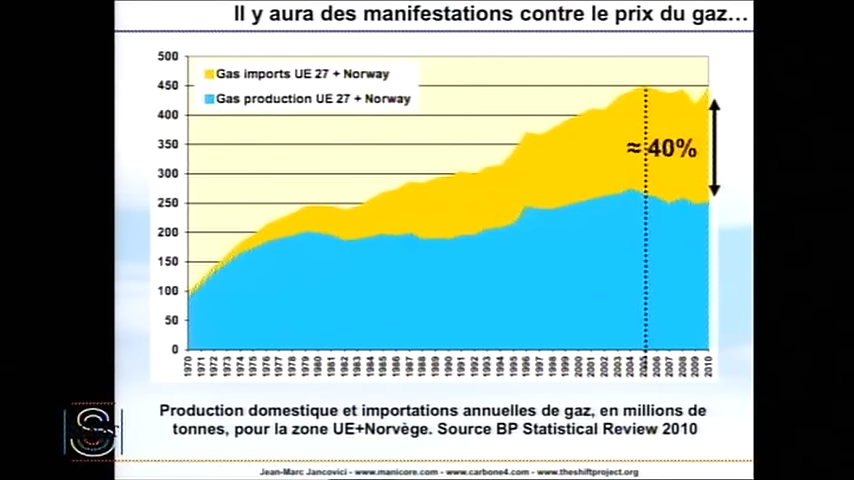 Il y aura des manifestations contre le prix du gaz…
500
450
400
350
300
250
200
150
100
50
0
Gas imports UE 27 + Norway
Gas production UE 27 + Norway
≈ 40%
1970 1971 1972 1973 1974 1975 1976 1977 1978 1979 1980 1981 1982 1983 1984 1985 1986 1987 1988 1989 1990 1991 1992 1993 1994 1995 1996 1997 1998 1999 2000 2001 2002 2003 2004 2005 2006 2007 2008 2009 2010
Production domestique et importations annuelles de gaz, en millions de
tonnes, pour la zone UE+Norvège. Source BP Statistical Review 2010
Jean-Marc Jancovici - www.manicore.com - www.carbone4.com - www.theshiftproject.org